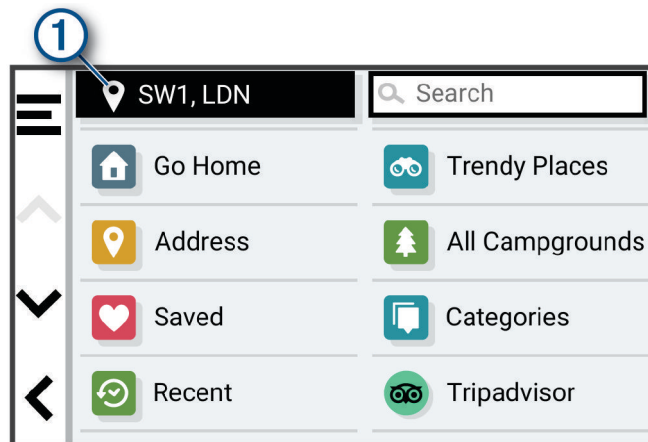 1
SW1, LDN
Search
Go Home
Trendy Places
Address
All Campgrounds
Saved
Categories
Recent
Tripadvisor